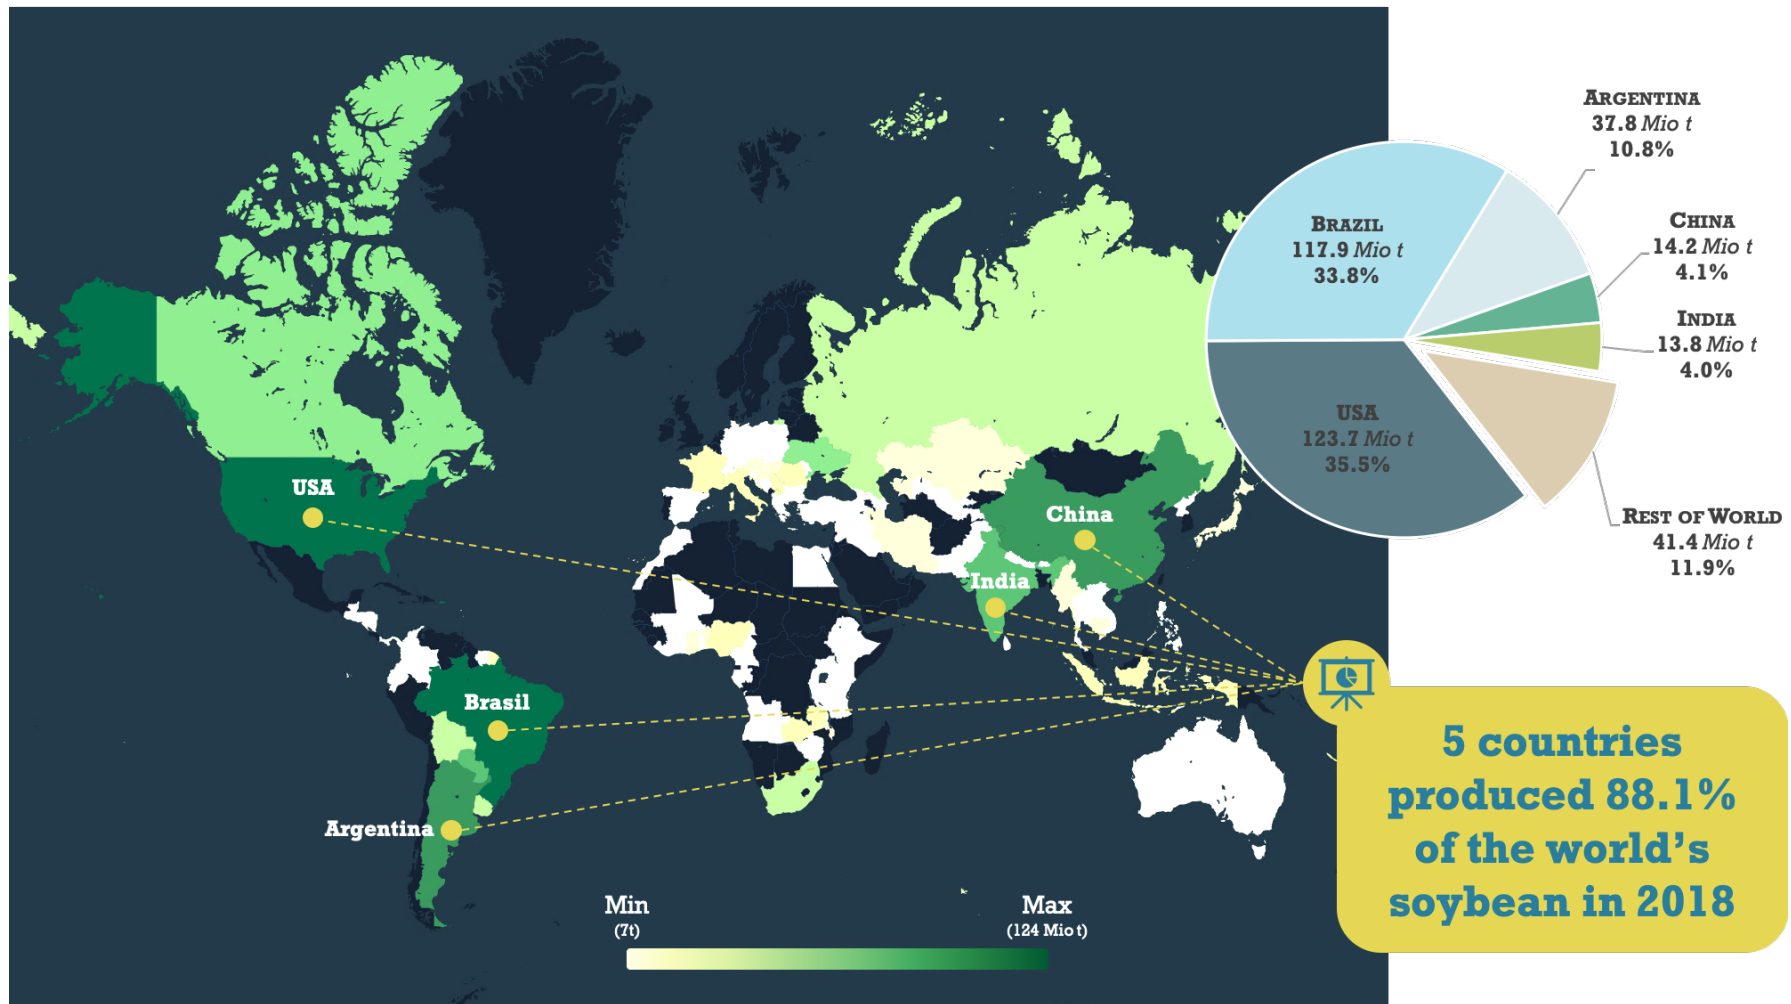 USA
China
India
Brasil
Argentina
Min
(7t)
Max
(124 Mio t)
ARGENTINA
37.8 Mio t
10.8%
CHINA
14.2 Mio t
4.1%
INDIA
13.8 Mio t
4.0%
BRAZIL
117.9 Mio t
33.8%
USA
123.7 Mio t
35.5%
REST OF WORLD
41.4 Mio t
11.9%
5 countries
produced 88.1%
of the world's
soybean in 2018